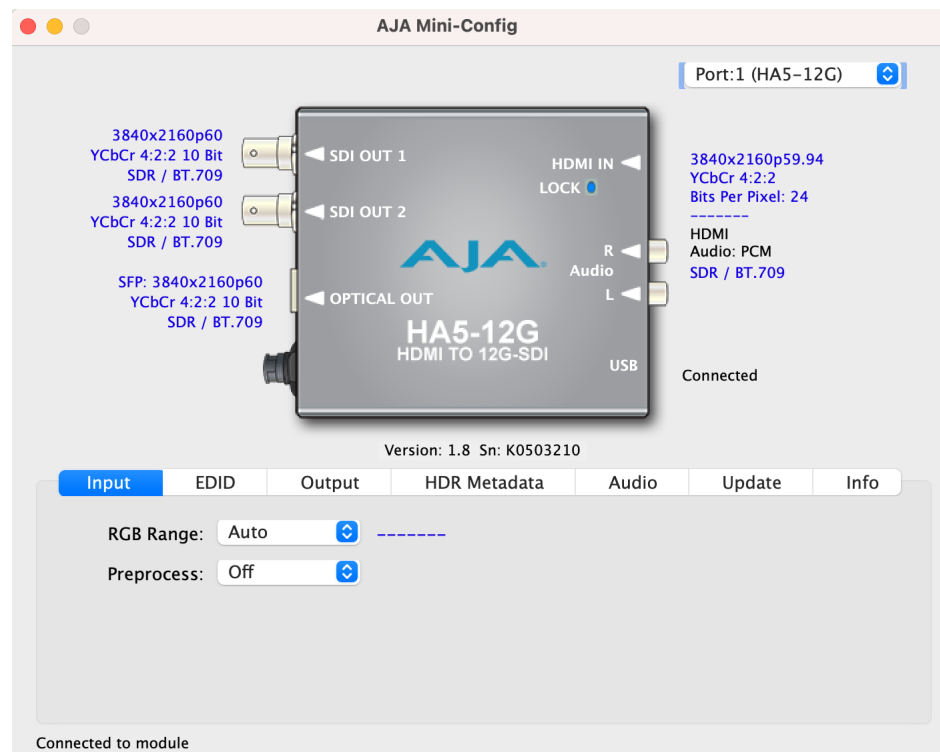 AJA Mini-Config
Port:1 (HA5-12G)
3840x2160p60
YCbCr 4:2:2 10 Bit
SDR / BT.709
3840x2160p60
YCbCr 4:2:2 10 Bit
SDR / BT.709
SFP: 3840x2160p60
YCbCr 4:2:2 10 Bit
SDR / BT.709
SDI OUT 1
SDI OUT 2
OPTICAL OUT
HDMI IN
LOCK
AJA
R
Audio
L
HA5-12G
HDMI TO 12G-SDI
USB
3840x2160p59.94
YCbCr 4:2:2
Bits Per Pixel: 24
-------
HDMI
Audio: PCM
SDR / BT.709
Connected
Version: 1.8 Sn: K0503210
Input EDID Output HDR Metadata Audio Update Info
RGB Range: Auto -------
Preprocess: Off
Connected to module